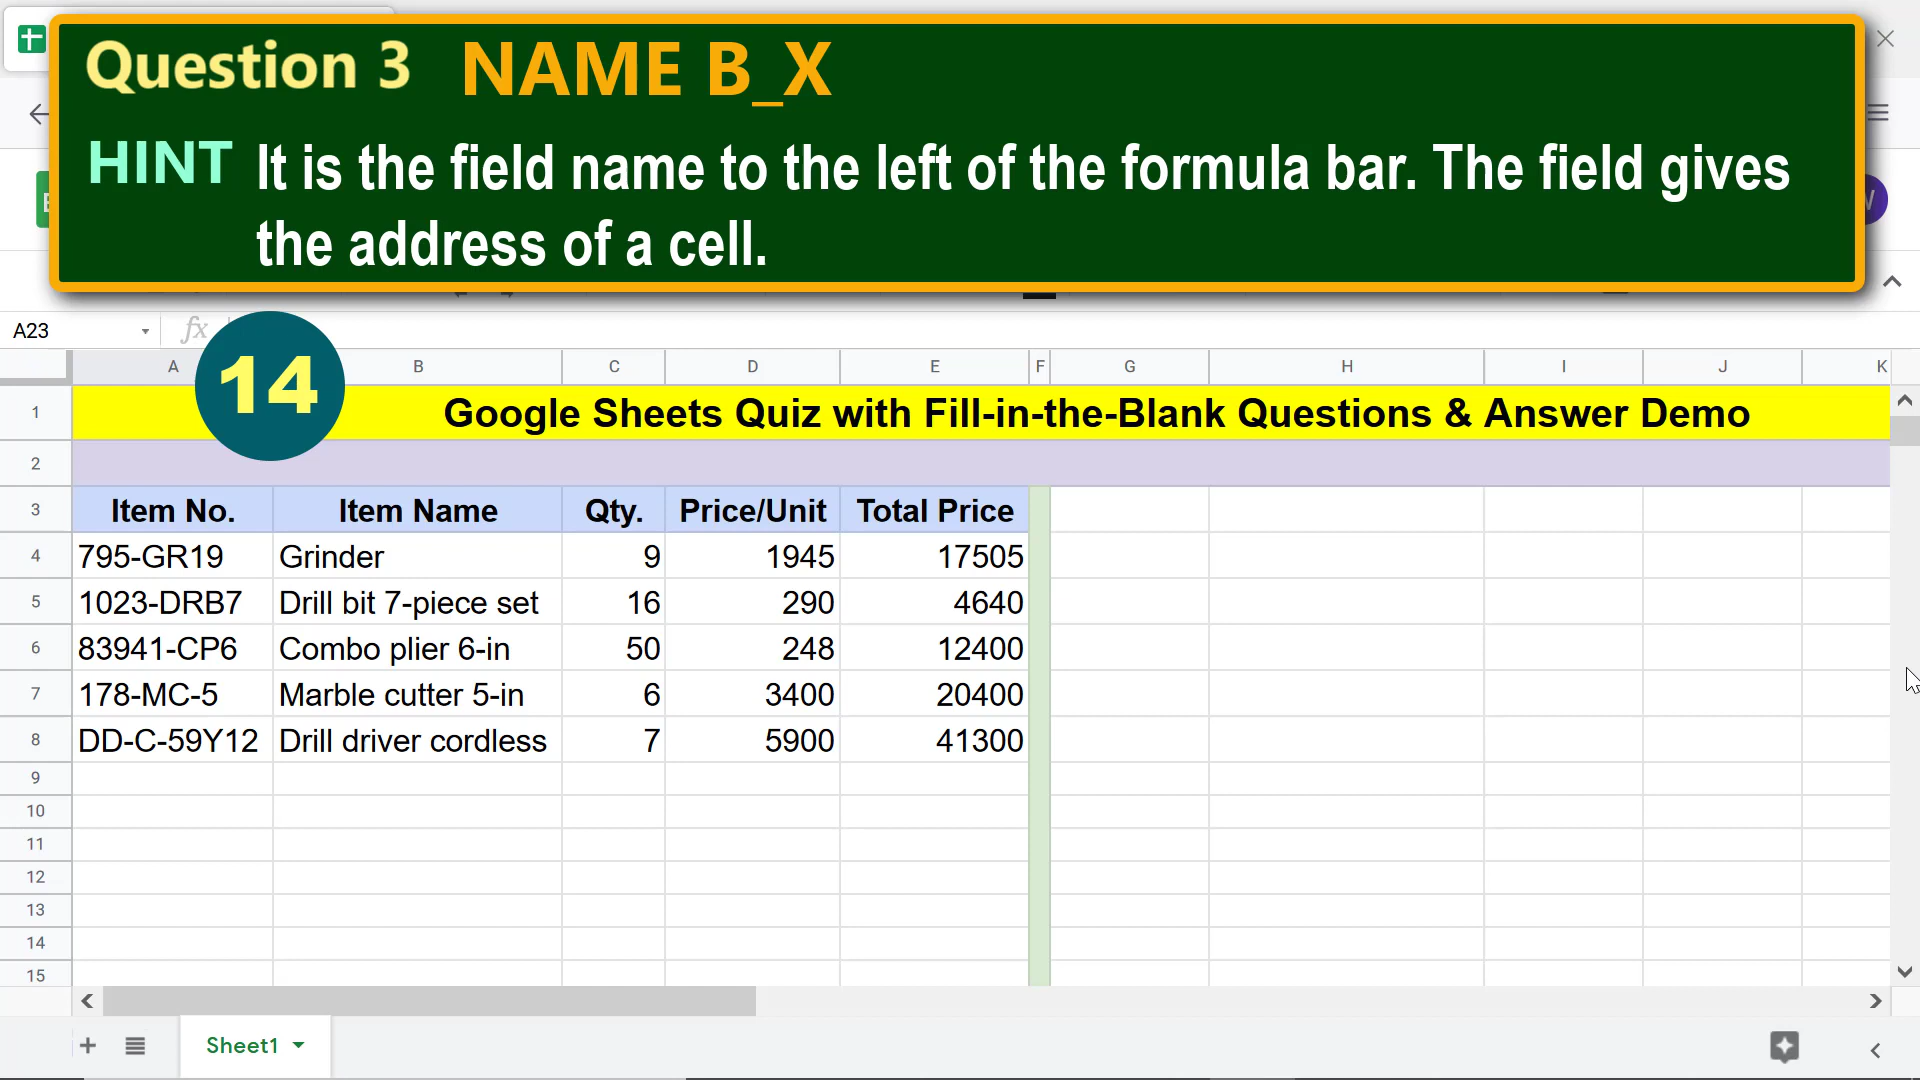 Question 3 NAME B_X
HINT It is the field name to the left of the formula bar. The field gives
the address of a cell.
A23 fx
14
A B C D E F G H I J K
1 Google Sheets Quiz with Fill-in-the-Blank Questions & Answer Demo
2
3 Item No. Item Name Qty. Price/Unit Total Price
4 795-GR19 Grinder 9 1945 17505
5 1023-DRB7 Drill bit 7-piece set 16 290 4640
6 83941-CP6 Combo plier 6-in 50 248 12400
7 178-MC-5 Marble cutter 5-in 6 3400 20400
8 DD-C-59Y12 Drill driver cordless 7 5900 41300
9
10
11
12
13
14
15
Sheet1